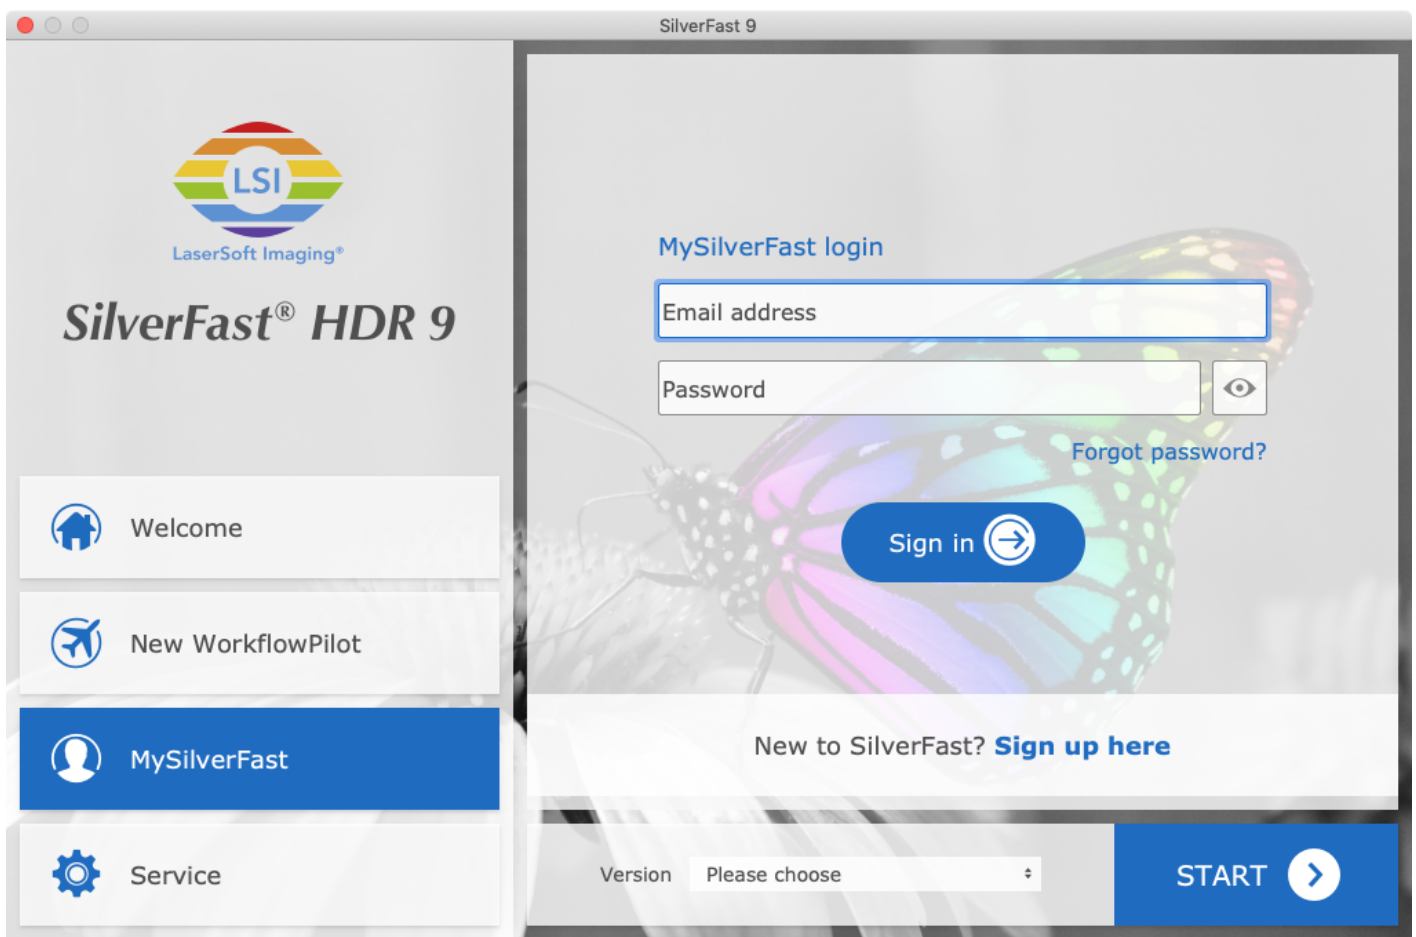 SilverFast 9
LSI
LaserSoft Imaging®
SilverFast® HDR 9
Welcome
New WorkflowPilot
MySilverFast
Service
MySilverFast login
Email address
Password
Forgot password?
Sign in
New to SilverFast? Sign up here
Version Please choose
START